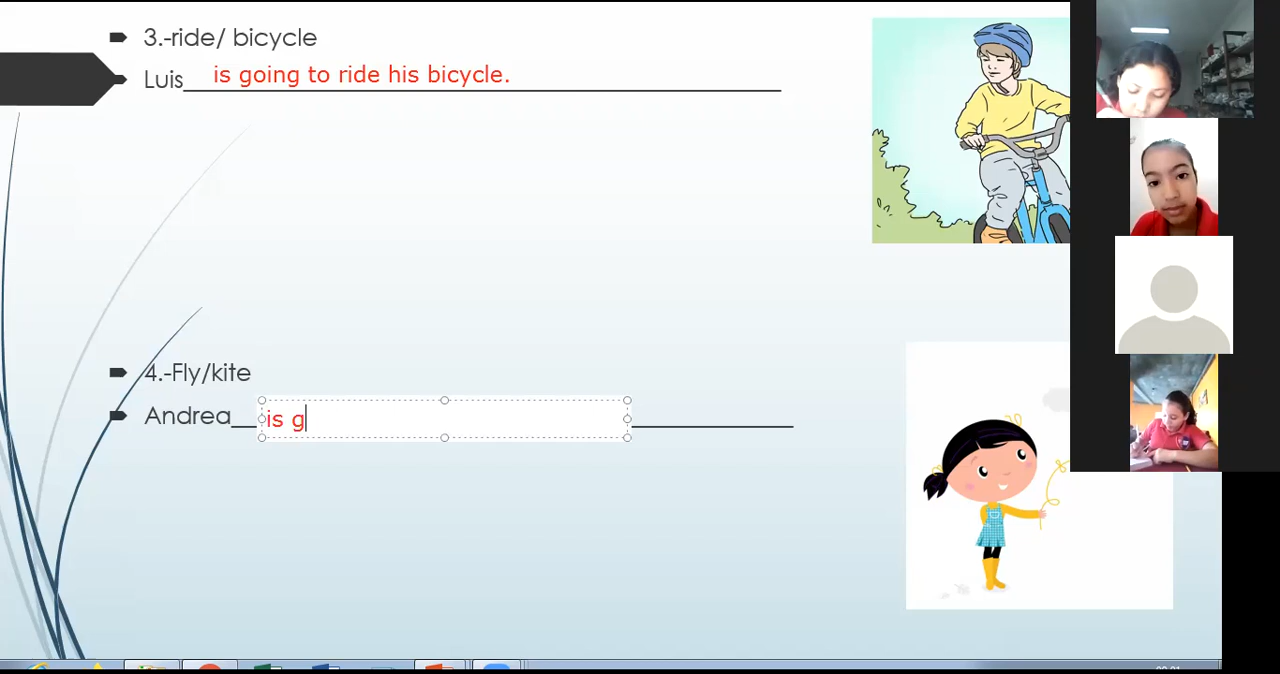 3.-ride/ bicycle
Luis is going to ride his bicycle.
4.-Fly/kite
Andrea is g